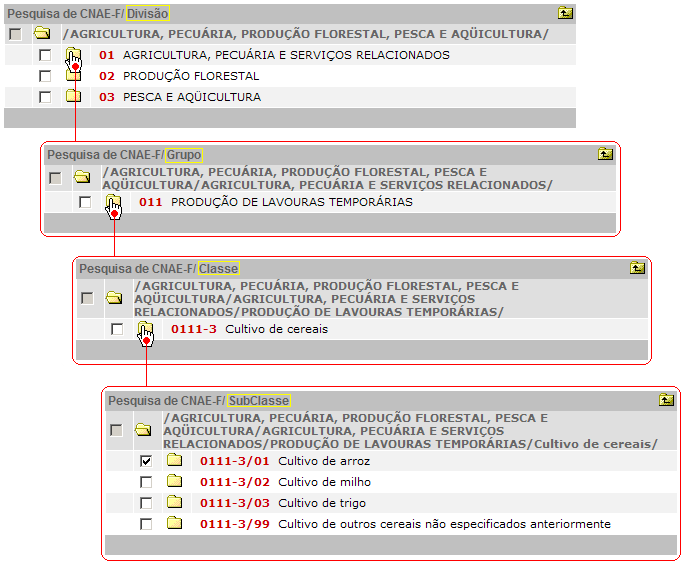 Pesquisa de CNAE-F/ Divisão
/AGRICULTURA, PECUÁRIA, PRODUÇÃO FLORESTAL, PESCA E AQÜICULTURA/
01 AGRICULTURA, PECUÁRIA E SERVIÇOS RELACIONADOS
02 PRODUÇÃO FLORESTAL
03 PESCA E AQÜICULTURA
Pesquisa de CNAE-F/ Grupo
/AGRICULTURA, PECUÁRIA, PRODUÇÃO FLORESTAL, PESCA E
AQÜICULTURA/AGRICULTURA, PECUÁRIA E SERVIÇOS RELACIONADOS/
011 PRODUÇÃO DE LAVOURAS TEMPORÁRIAS
Pesquisa de CNAE-F/ Classe
/AGRICULTURA, PECUÁRIA, PRODUÇÃO FLORESTAL, PESCA E
AQÜICULTURA/AGRICULTURA, PECUÁRIA E SERVIÇOS
RELACIONADOS/PRODUÇÃO DE LAVOURAS TEMPORÁRIAS/
0111-3 Cultivo de cereais
Pesquisa de CNAE-F/ SubClasse
/AGRICULTURA, PECUÁRIA, PRODUÇÃO FLORESTAL, PESCA E
AQÜICULTURA/AGRICULTURA, PECUÁRIA E SERVIÇOS
RELACIONADOS/PRODUÇÃO DE LAVOURAS TEMPORÁRIAS/Cultivo de cereais/
0111-3/01 Cultivo de arroz
0111-3/02 Cultivo de milho
0111-3/03 Cultivo de trigo
0111-3/99 Cultivo de outros cereais não especificados anteriormente